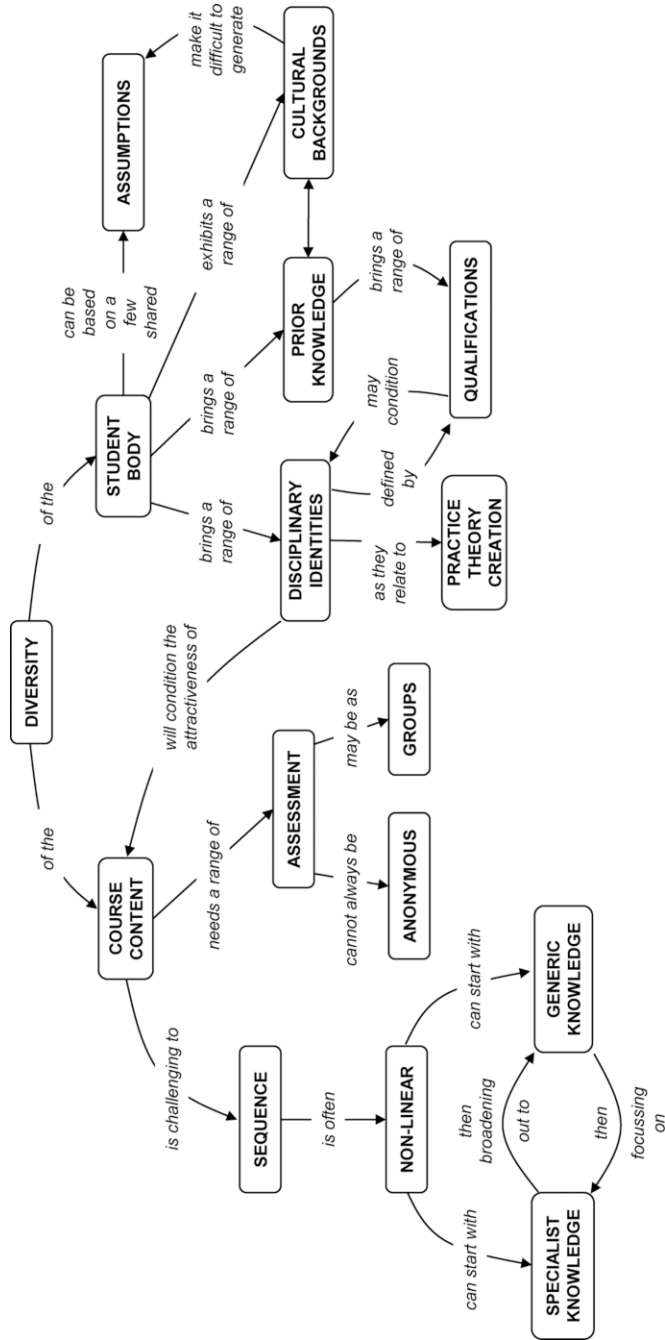 DIVERSITY
of the
of the
COURSE
CONTENT
STUDENT
BODY
can be
based
on a
few
shared
ASSUMPTIONS
is challenging to
needs a range of
will condition the
attractiveness of
brings a
range of
brings a
range of
exhibits a
range of
make it
difficult to
generate
SEQUENCE
ASSESSMENT
DISCIPLINARY
IDENTITIES
PRIOR
KNOWLEDGE
CULTURAL
BACKGROUNDS
is often
cannot always be
may be as
as they
relate to
defined
by
may
condition
brings a
range of
NON-LINEAR
ANONYMOUS
GROUPS
PRACTICE
THEORY
CREATION
QUALIFICATIONS
can start with
can start with
then
broadening
out to
SPECIALIST
KNOWLEDGE
GENERIC
KNOWLEDGE
then
focussing
on